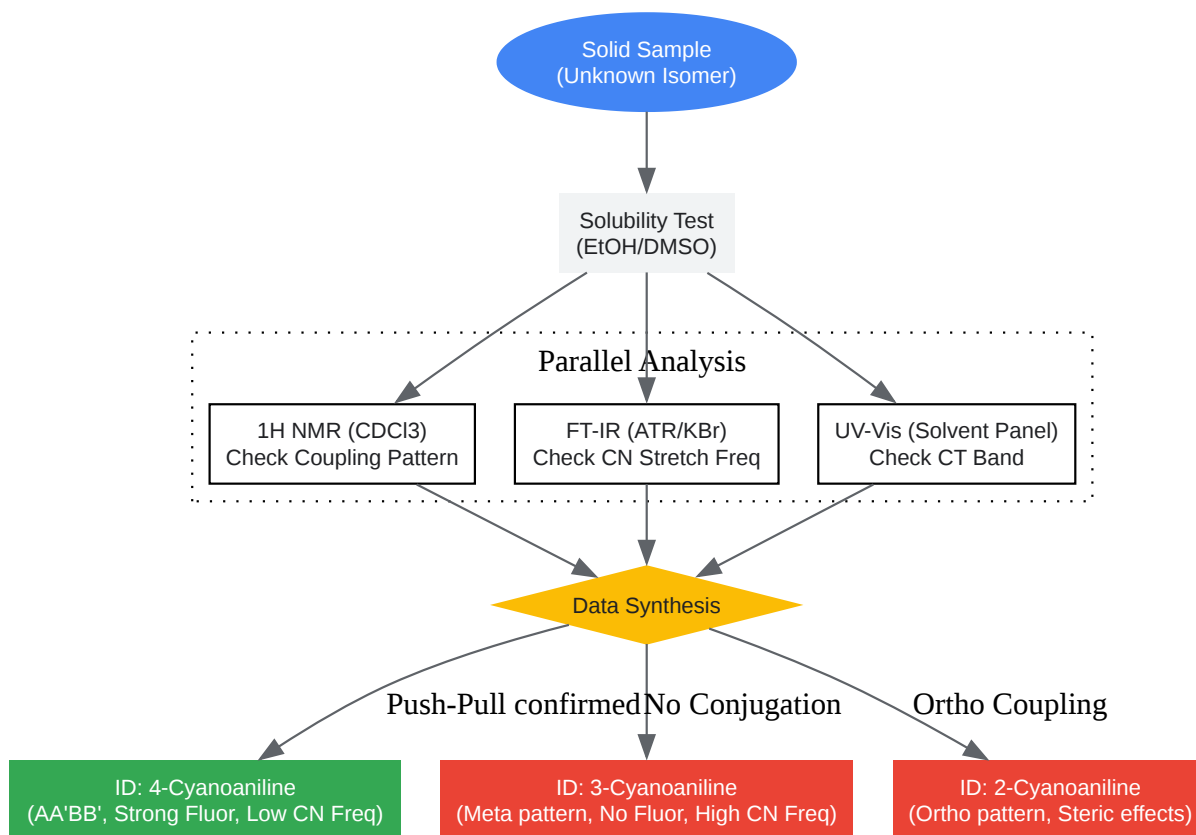 Solid Sample
(Unknown Isomer)
Solubility Test
(EtOH/DMSO)
Parallel Analysis
1H NMR (CDCl3)
Check Coupling Pattern
FT-IR (ATR/KBr)
Check CN Stretch Freq
UV-Vis (Solvent Panel)
Check CT Band
Data Synthesis
Push-Pull confirmed
No Conjugation
Ortho Coupling
ID: 4-Cyanoaniline
(AA'BB', Strong Fluor, Low CN Freq)
ID: 3-Cyanoaniline
(Meta pattern, No Fluor, High CN Freq)
ID: 2-Cyanoaniline
(Ortho pattern, Steric effects)